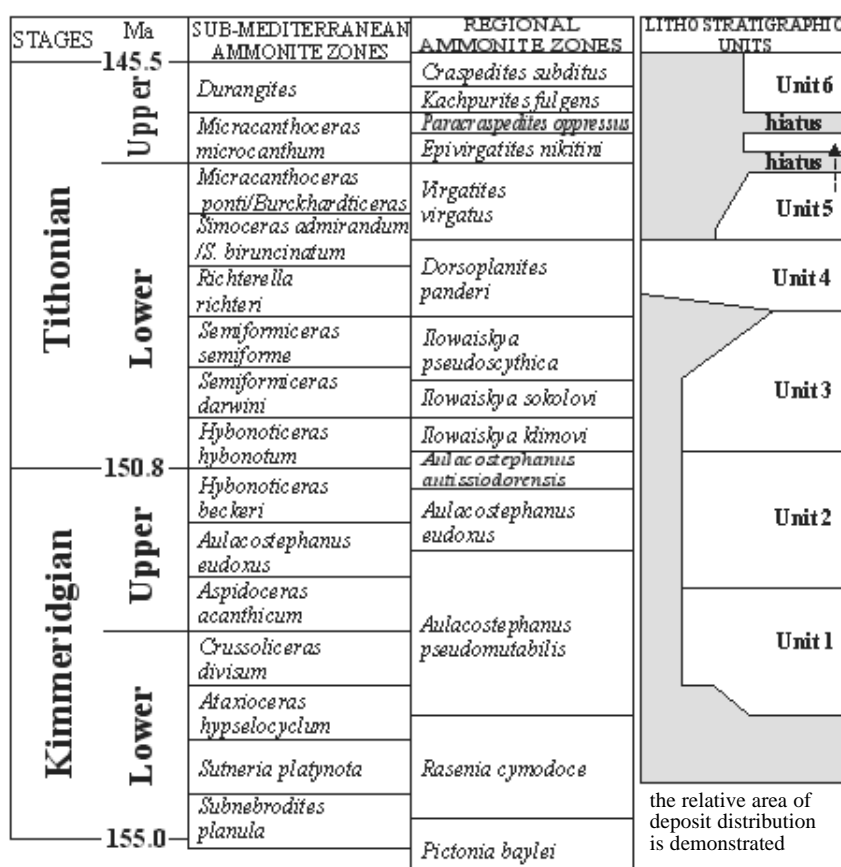 STAGES
Ma
SUB-MEDITERRANEAN
AMMONITE ZONES
REGIONAL
AMMONITE ZONES
LITHOSTRATIGRAPHIC
UNITS
145.5
150.8
155.0
Tithonian
Kimmeridgian
Upper
Lower
Upper
Lower
Durangites
Micracanthoceras
microcanthum
Micracanthoceras
ponti/Burckhardticeras
Simoceras admirandum
/S. biruncinatum
Richterella
richteri
Semiformiceras
semiforme
Semiformiceras
darwini
Hybonoticeras
hybonotum
Hybonoticeras
beckeri
Aulacostephanus
eudoxus
Aspidoceras
acanthicum
Crussoliceras
divisum
Ataxioceras
hypselocyclum
Sutneria platynota
Subnebrodites
planula
Craspedites subditus
Kachpurites fulgens
Paracraspedites oppressus
Epivirgatites nikitini
Virgatites
virgatus
Dorsoplanites
panderi
Ilowaiskya
pseudoscythica
Ilowaiskya sokolovi
Ilowaiskya klimovi
Aulacostephanus
autissiodorensis
Aulacostephanus
eudoxus
Aulacostephanus
pseudomutabilis
Rasenia cymodoce
Pictonia baylei
Unit 6
hiatus
hiatus
Unit 5
Unit 4
Unit 3
Unit 2
Unit 1
the relative area of
deposit distribution
is demonstrated